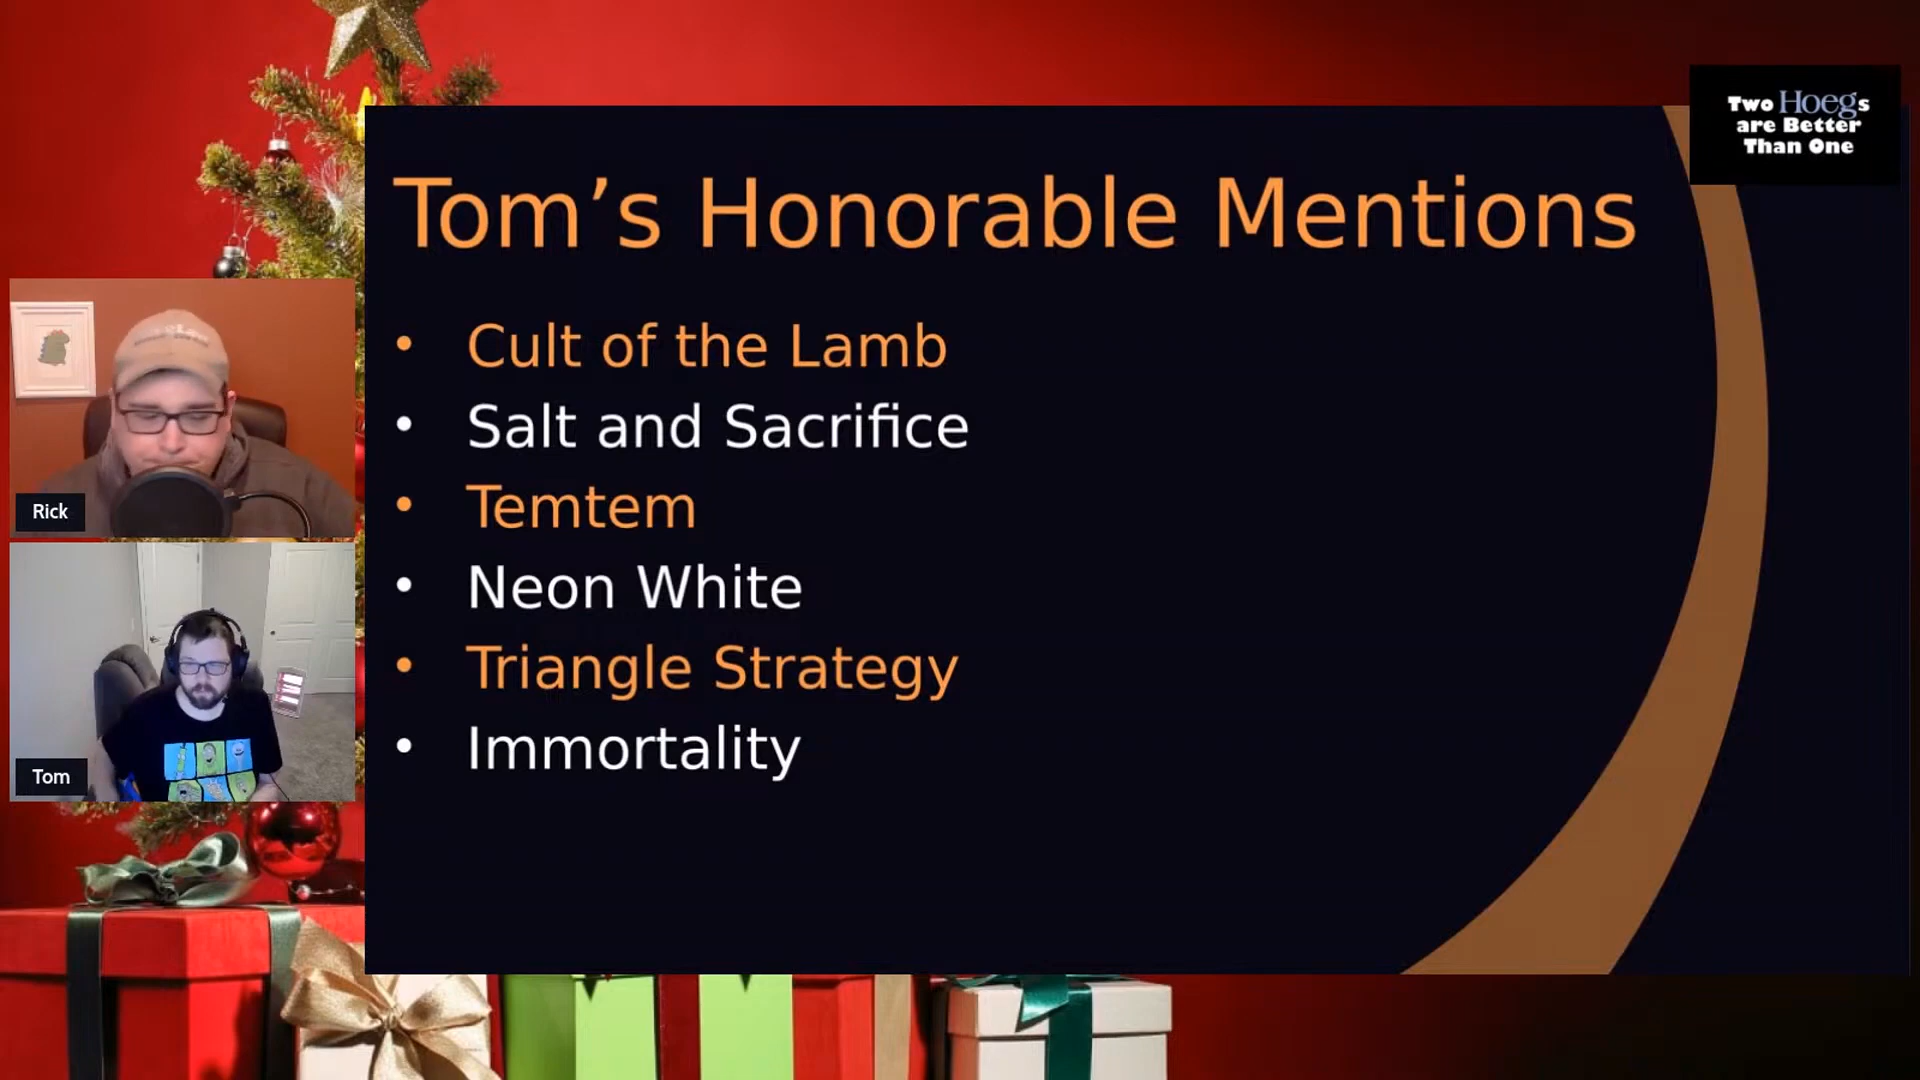 Two Hoegs
are Better
Than One
Tom’s Honorable Mentions
• Cult of the Lamb
• Salt and Sacrifice
• Temtem
• Neon White
• Triangle Strategy
• Immortality
Rick
Tom